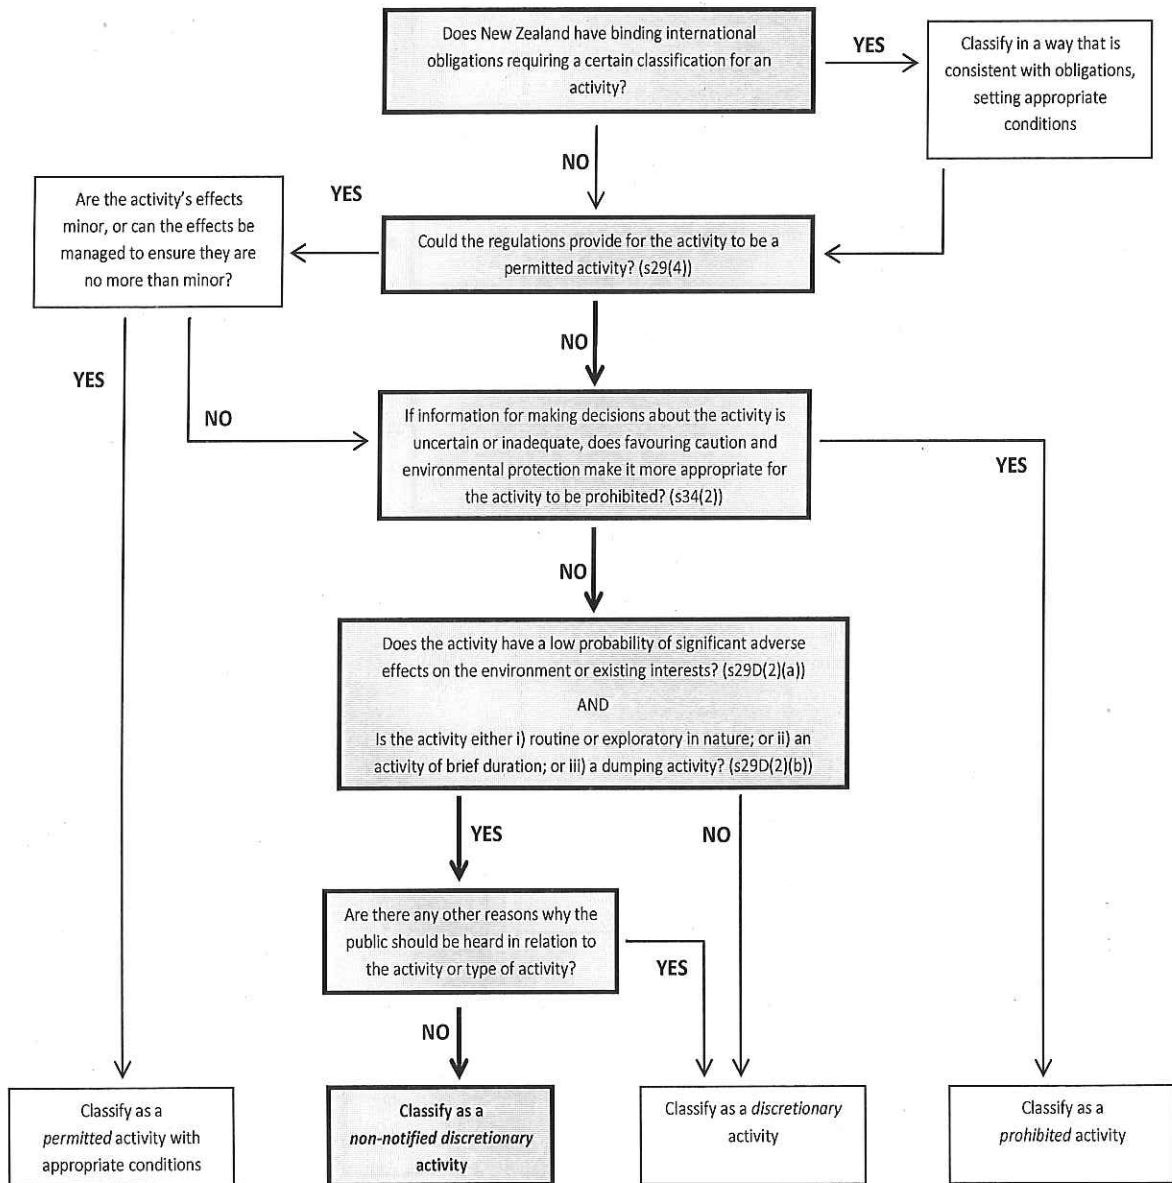 Does New Zealand have binding international
obligations requiring a certain classification for an
activity?
YES
Classify in a way that is
consistent with obligations,
setting appropriate
conditions
NO
Are the activity's effects
minor, or can the effects be
managed to ensure they are
no more than minor?
YES
Could the regulations provide for the activity to be a
permitted activity? (s29(4))
NO
YES
NO
If information for making decisions about the activity is
uncertain or inadequate, does favouring caution and
environmental protection make it more appropriate for
the activity to be prohibited? (s34(2))
YES
NO
Does the activity have a low probability of significant adverse
effects on the environment or existing interests? (s29D(2)(a))
AND
Is the activity either i) routine or exploratory in nature; or ii) an
activity of brief duration; or iii) a dumping activity? (s29D(2)(b))
YES
NO
Are there any other reasons why the
public should be heard in relation to
the activity or type of activity?
YES
NO
Classify as a
permitted activity with
appropriate conditions
Classify as a
non-notified discretionary
activity
Classify as a discretionary
activity
Classify as a
prohibited activity